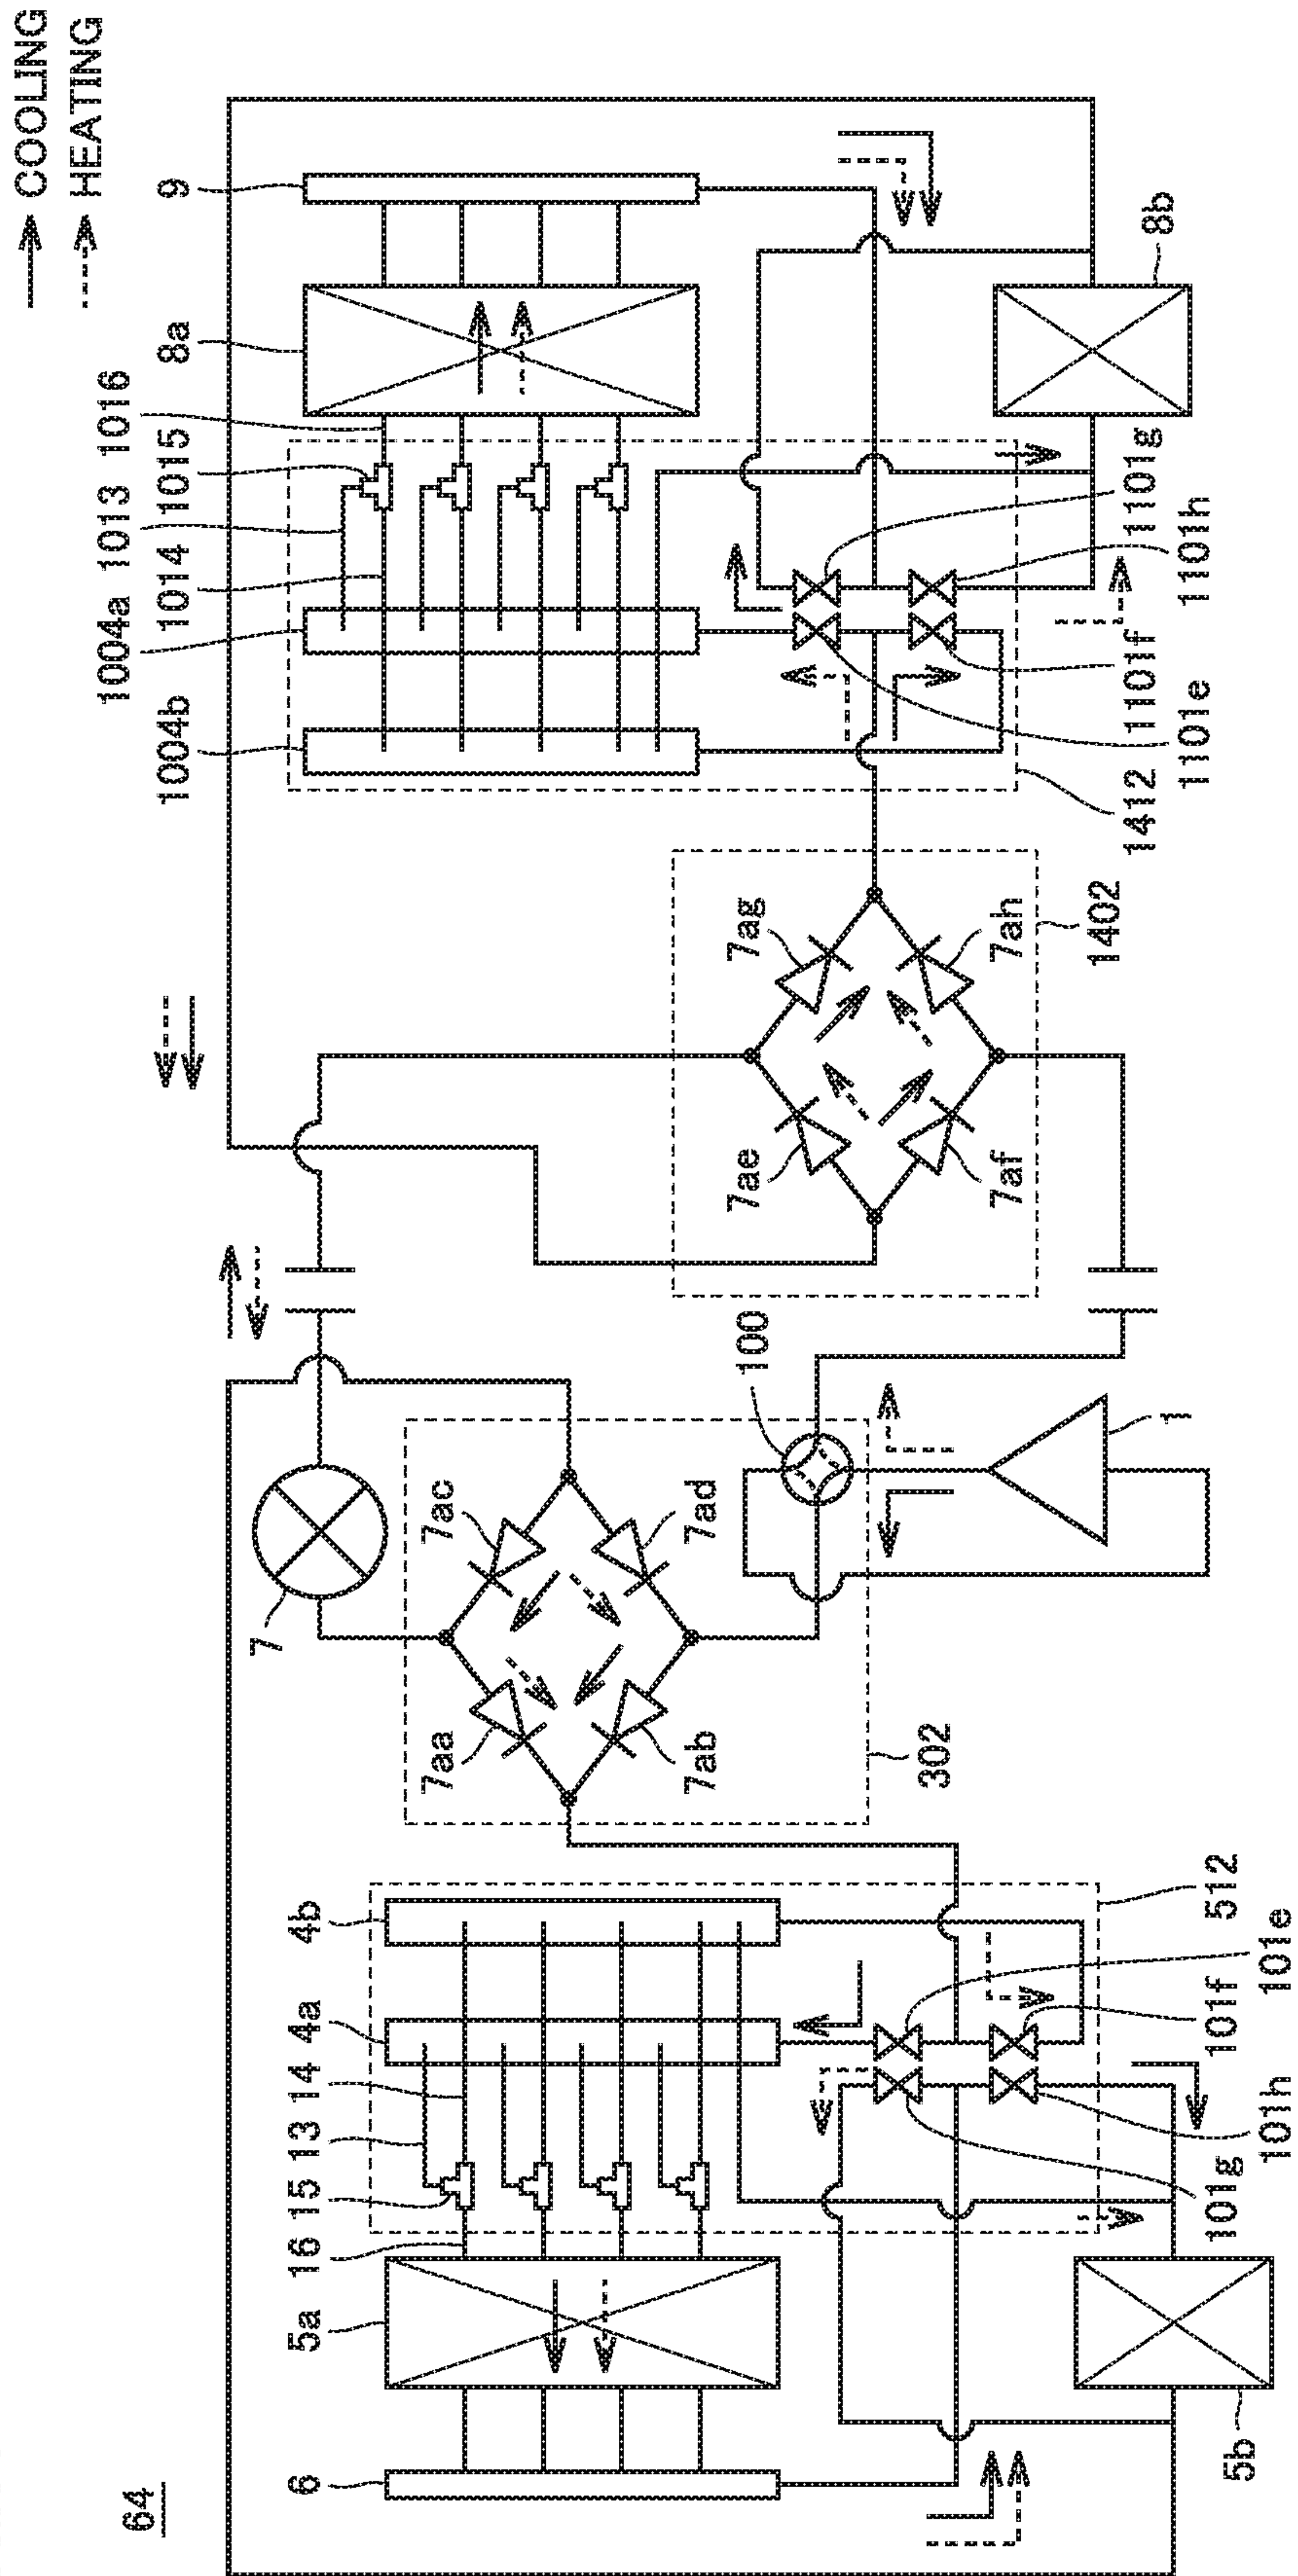 COOLING
HEATING
64
6
5a
16
15
13
14
4a
4b
7
7aa
7ac
7ab
7ad
302
100
1
5b
101g
101h
101f
101e
512
7ae
7ag
7af
7ah
1402
1004b
1004a
1014
1013
1015
1016
8a
9
1412
1101e
1101f
1101h
1101g
8b